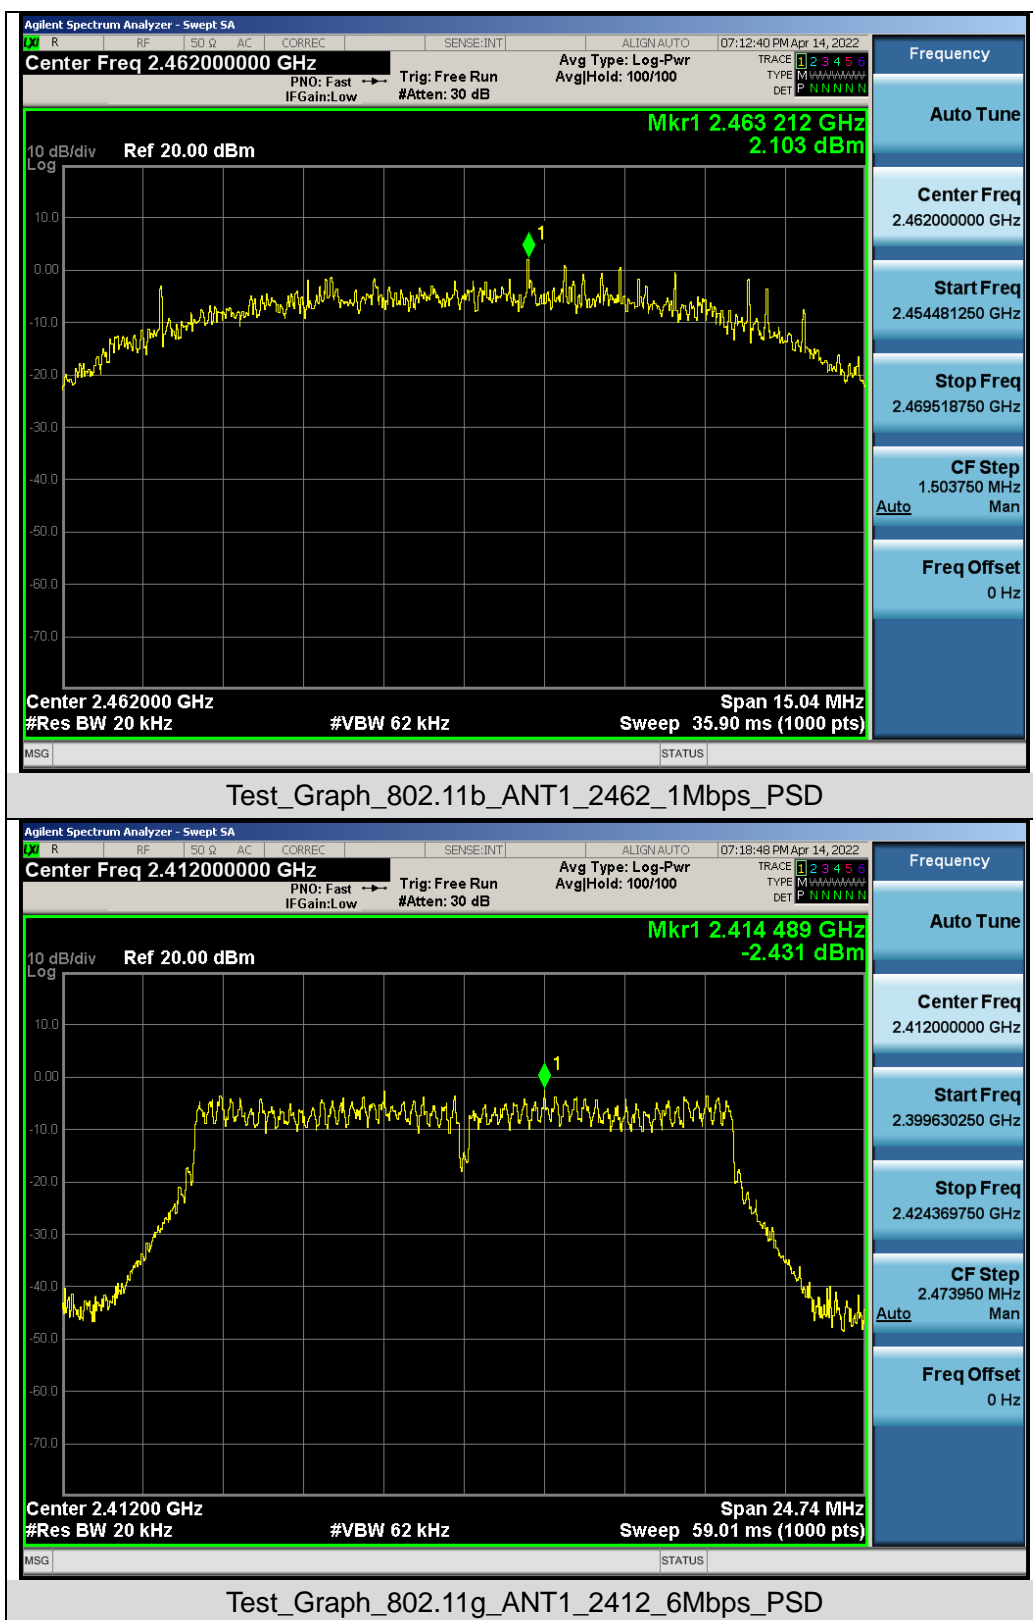 Agilent Spectrum Analyzer - Swept SA
LXI R RF 50 Ω AC CORREC SENSE:INT ALIGN AUTO 07:12:40 PM Apr 14, 2022
Center Freq 2.462000000 GHz
PNO: Fast
IFGain:Low
Trig: Free Run
#Atten: 30 dB
Avg Type: Log-Pwr
Avg|Hold: 100/100
TRACE 1 2 3 4 5 6
TYPE M
DET P N N N N N
Mkr1 2.463 212 GHz
2.103 dBm
10 dB/div Ref 20.00 dBm
Log
10.0
0.00
-10.0
-20.0
-30.0
-40.0
-50.0
-60.0
-70.0
1
Center 2.462000 GHz Span 15.04 MHz
#Res BW 20 kHz #VBW 62 kHz Sweep 35.90 ms (1000 pts)
MSG STATUS
Frequency
Auto Tune
Center Freq
2.462000000 GHz
Start Freq
2.454481250 GHz
Stop Freq
2.469518750 GHz
CF Step
1.503750 MHz
Auto Man
Freq Offset
0 Hz
Test_Graph_802.11b_ANT1_2462_1Mbps_PSD
Agilent Spectrum Analyzer - Swept SA
LXI R RF 50 Ω AC CORREC SENSE:INT ALIGN AUTO 07:18:48 PM Apr 14, 2022
Center Freq 2.412000000 GHz
PNO: Fast
IFGain:Low
Trig: Free Run
#Atten: 30 dB
Avg Type: Log-Pwr
Avg|Hold: 100/100
TRACE 1 2 3 4 5 6
TYPE M
DET P N N N N N
Mkr1 2.414 489 GHz
-2.431 dBm
10 dB/div Ref 20.00 dBm
Log
10.0
0.00
-10.0
-20.0
-30.0
-40.0
-50.0
-60.0
-70.0
1
Center 2.41200 GHz Span 24.74 MHz
#Res BW 20 kHz #VBW 62 kHz Sweep 59.01 ms (1000 pts)
MSG STATUS
Frequency
Auto Tune
Center Freq
2.412000000 GHz
Start Freq
2.399630250 GHz
Stop Freq
2.424369750 GHz
CF Step
2.473950 MHz
Auto Man
Freq Offset
0 Hz
Test_Graph_802.11g_ANT1_2412_6Mbps_PSD